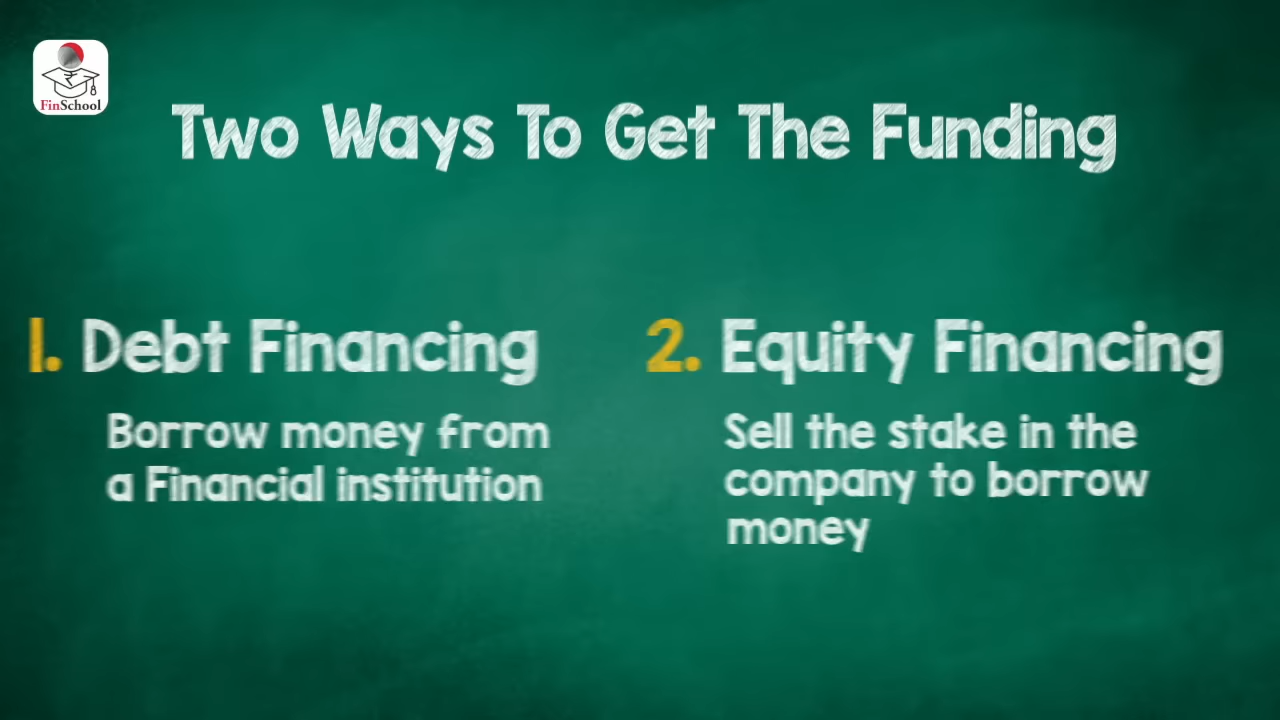 FinSchool
Two Ways To Get The Funding
1. Debt Financing
Borrow money from
a Financial institution
2. Equity Financing
Sell the stake in the
company to borrow
money